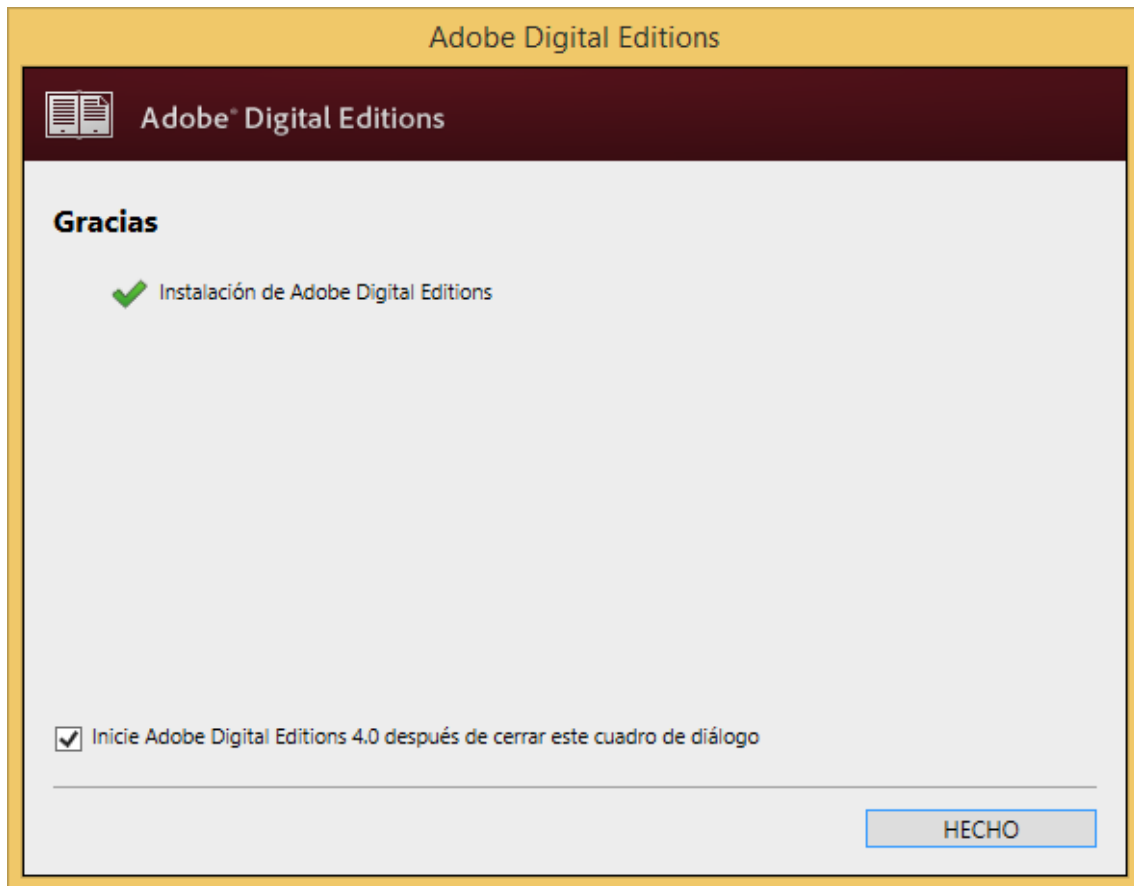 Adobe Digital Editions
Adobe® Digital Editions
Gracias
Instalación de Adobe Digital Editions
Inicie Adobe Digital Editions 4.0 después de cerrar este cuadro de diálogo
HECHO